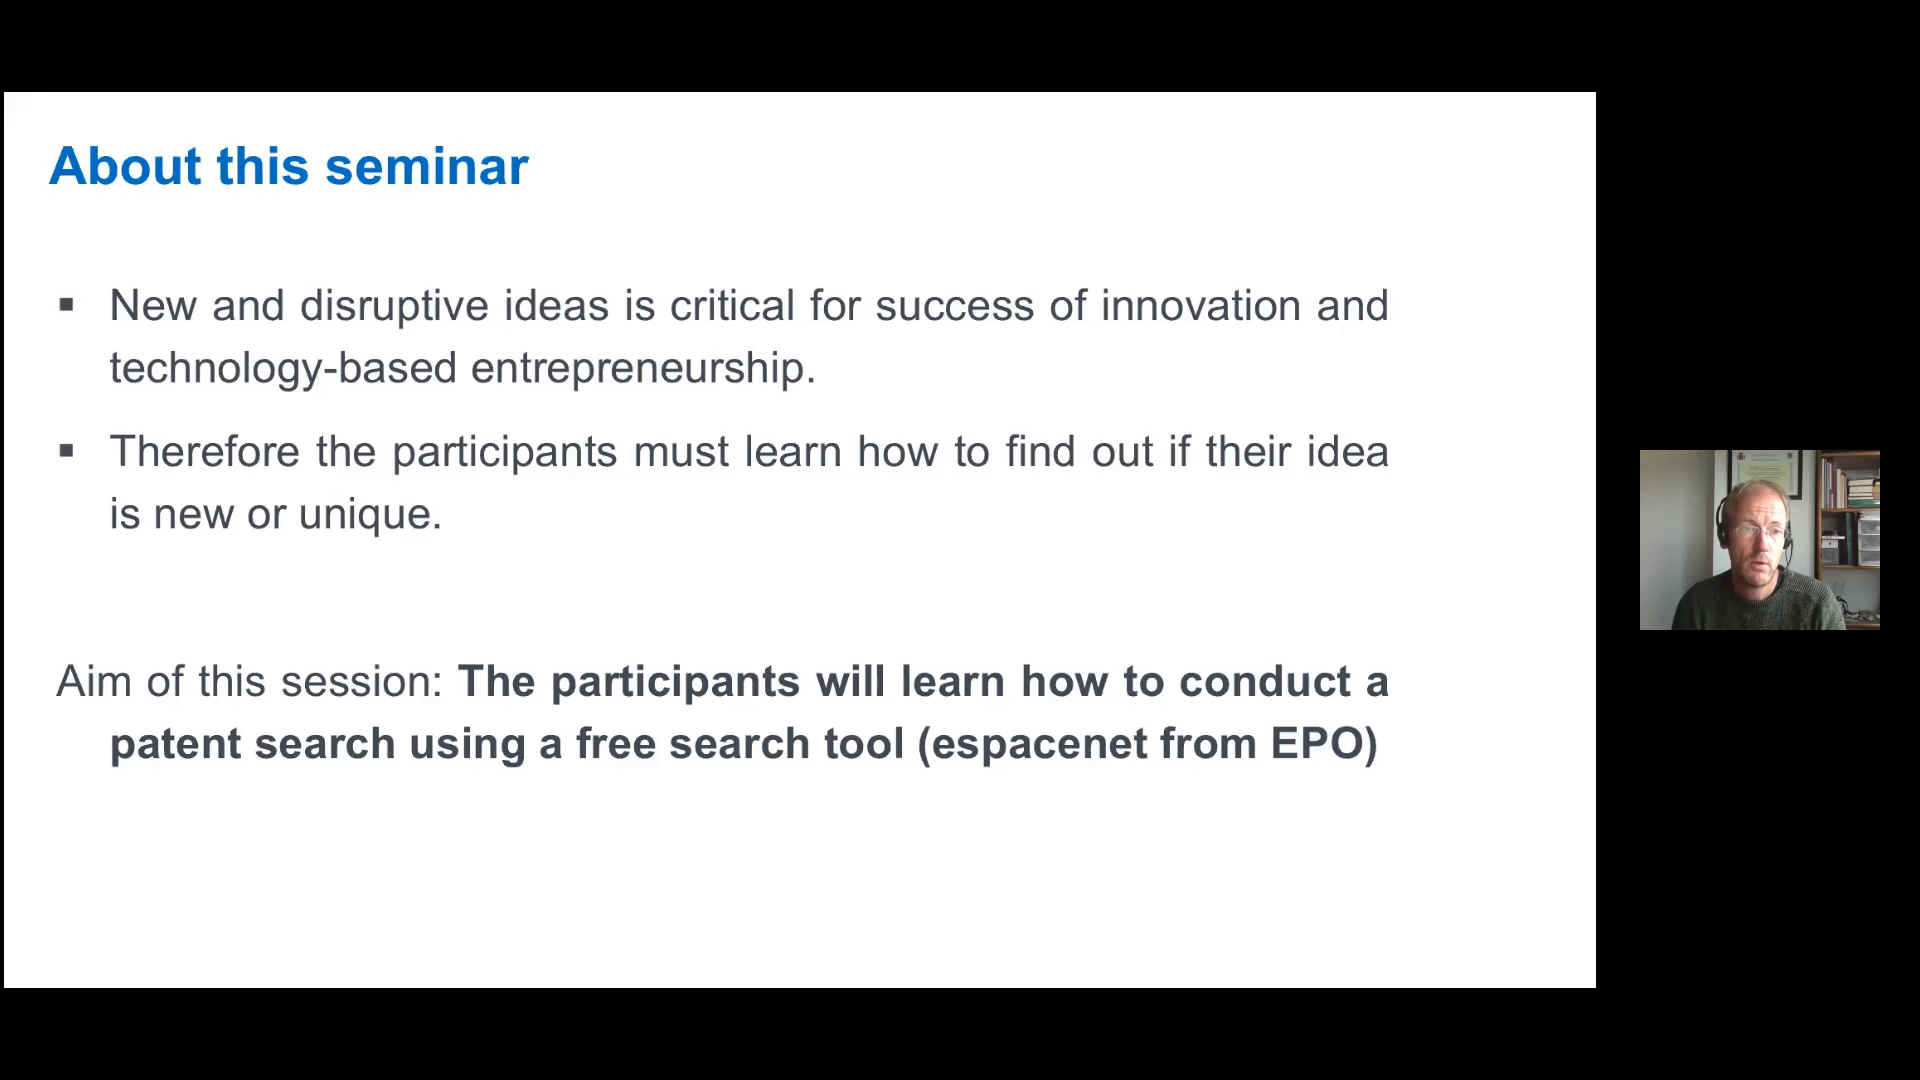 About this seminar
▪ New and disruptive ideas is critical for success of innovation and
technology-based entrepreneurship.
▪ Therefore the participants must learn how to find out if their idea
is new or unique.
Aim of this session: The participants will learn how to conduct a
patent search using a free search tool (espacenet from EPO)